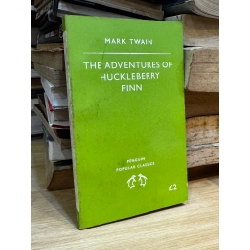 MARK TWAIN
THE ADVENTURES OF
HUCKLEBERRY
FINN
PENGUIN
POPULAR CLASSICS
£2